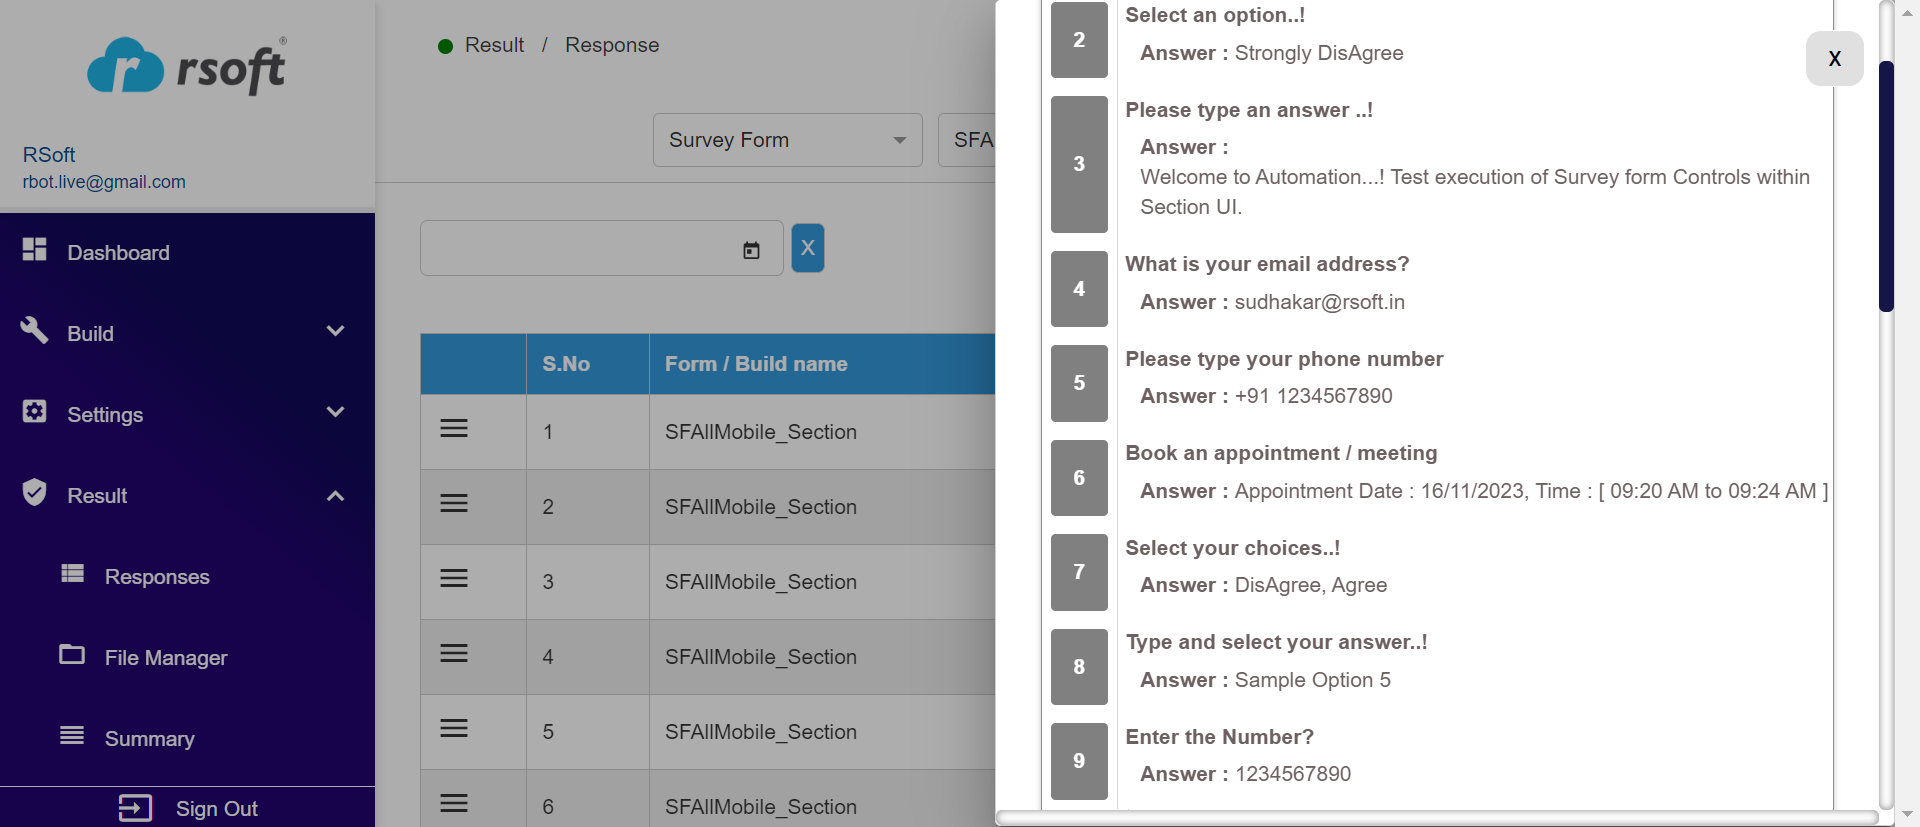 rsoft®
RSoft
rbot.live@gmail.com
Dashboard
Build
Settings
Result
Responses
File Manager
Summary
Sign Out
Result / Response
Survey Form
SFA
X
S.No
Form / Build name
1
SFAllMobile_Section
2
SFAllMobile_Section
3
SFAllMobile_Section
4
SFAllMobile_Section
5
SFAllMobile_Section
6
SFAllMobile_Section
X
2
Select an option..!
Answer : Strongly DisAgree
3
Please type an answer ..!
Answer :
Welcome to Automation...! Test execution of Survey form Controls within
Section UI.
4
What is your email address?
Answer : sudhakar@rsoft.in
5
Please type your phone number
Answer : +91 1234567890
6
Book an appointment / meeting
Answer : Appointment Date : 16/11/2023, Time : [ 09:20 AM to 09:24 AM ]
7
Select your choices..!
Answer : DisAgree, Agree
8
Type and select your answer..!
Answer : Sample Option 5
9
Enter the Number?
Answer : 1234567890